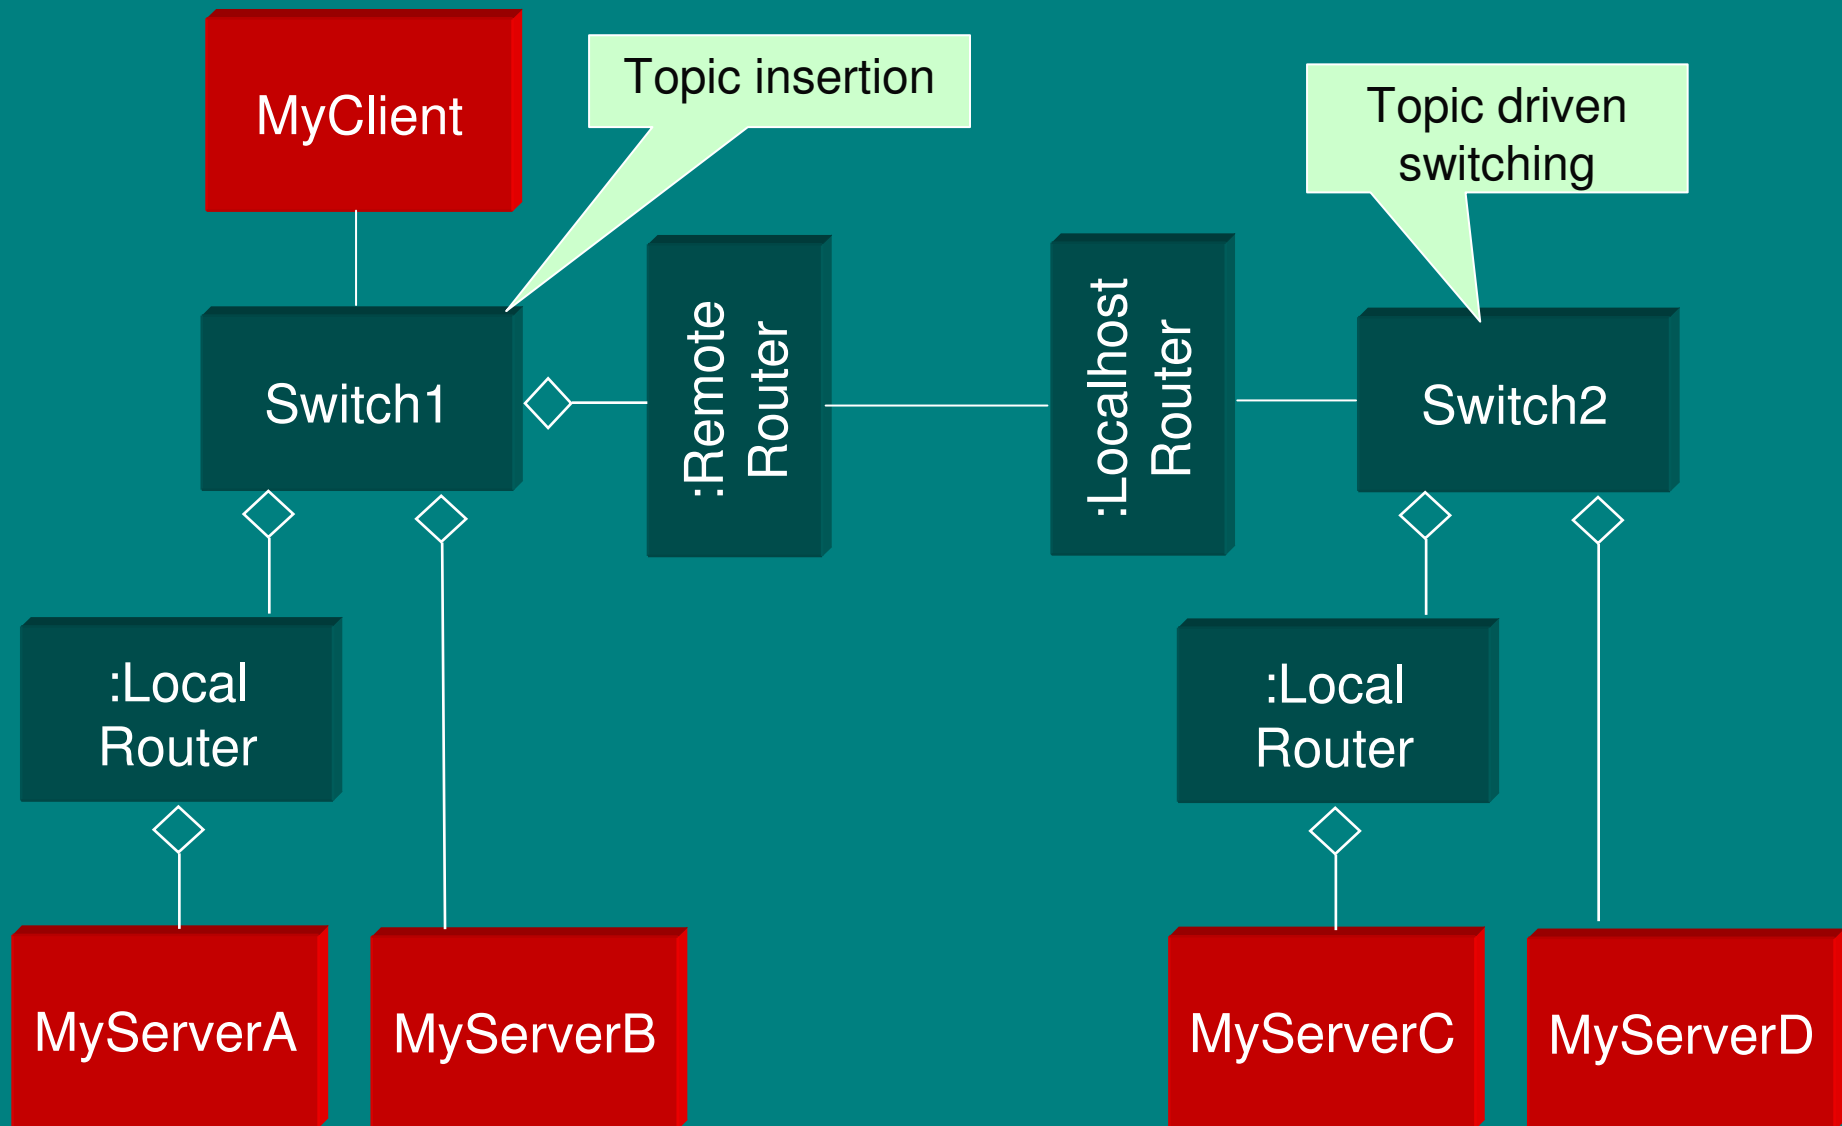 MyClient
Topic insertion
Topic driven
switching
Switch1
:Remote
Router
:Localhost
Router
Switch2
:Local
Router
:Local
Router
MyServerA
MyServerB
MyServerC
MyServerD